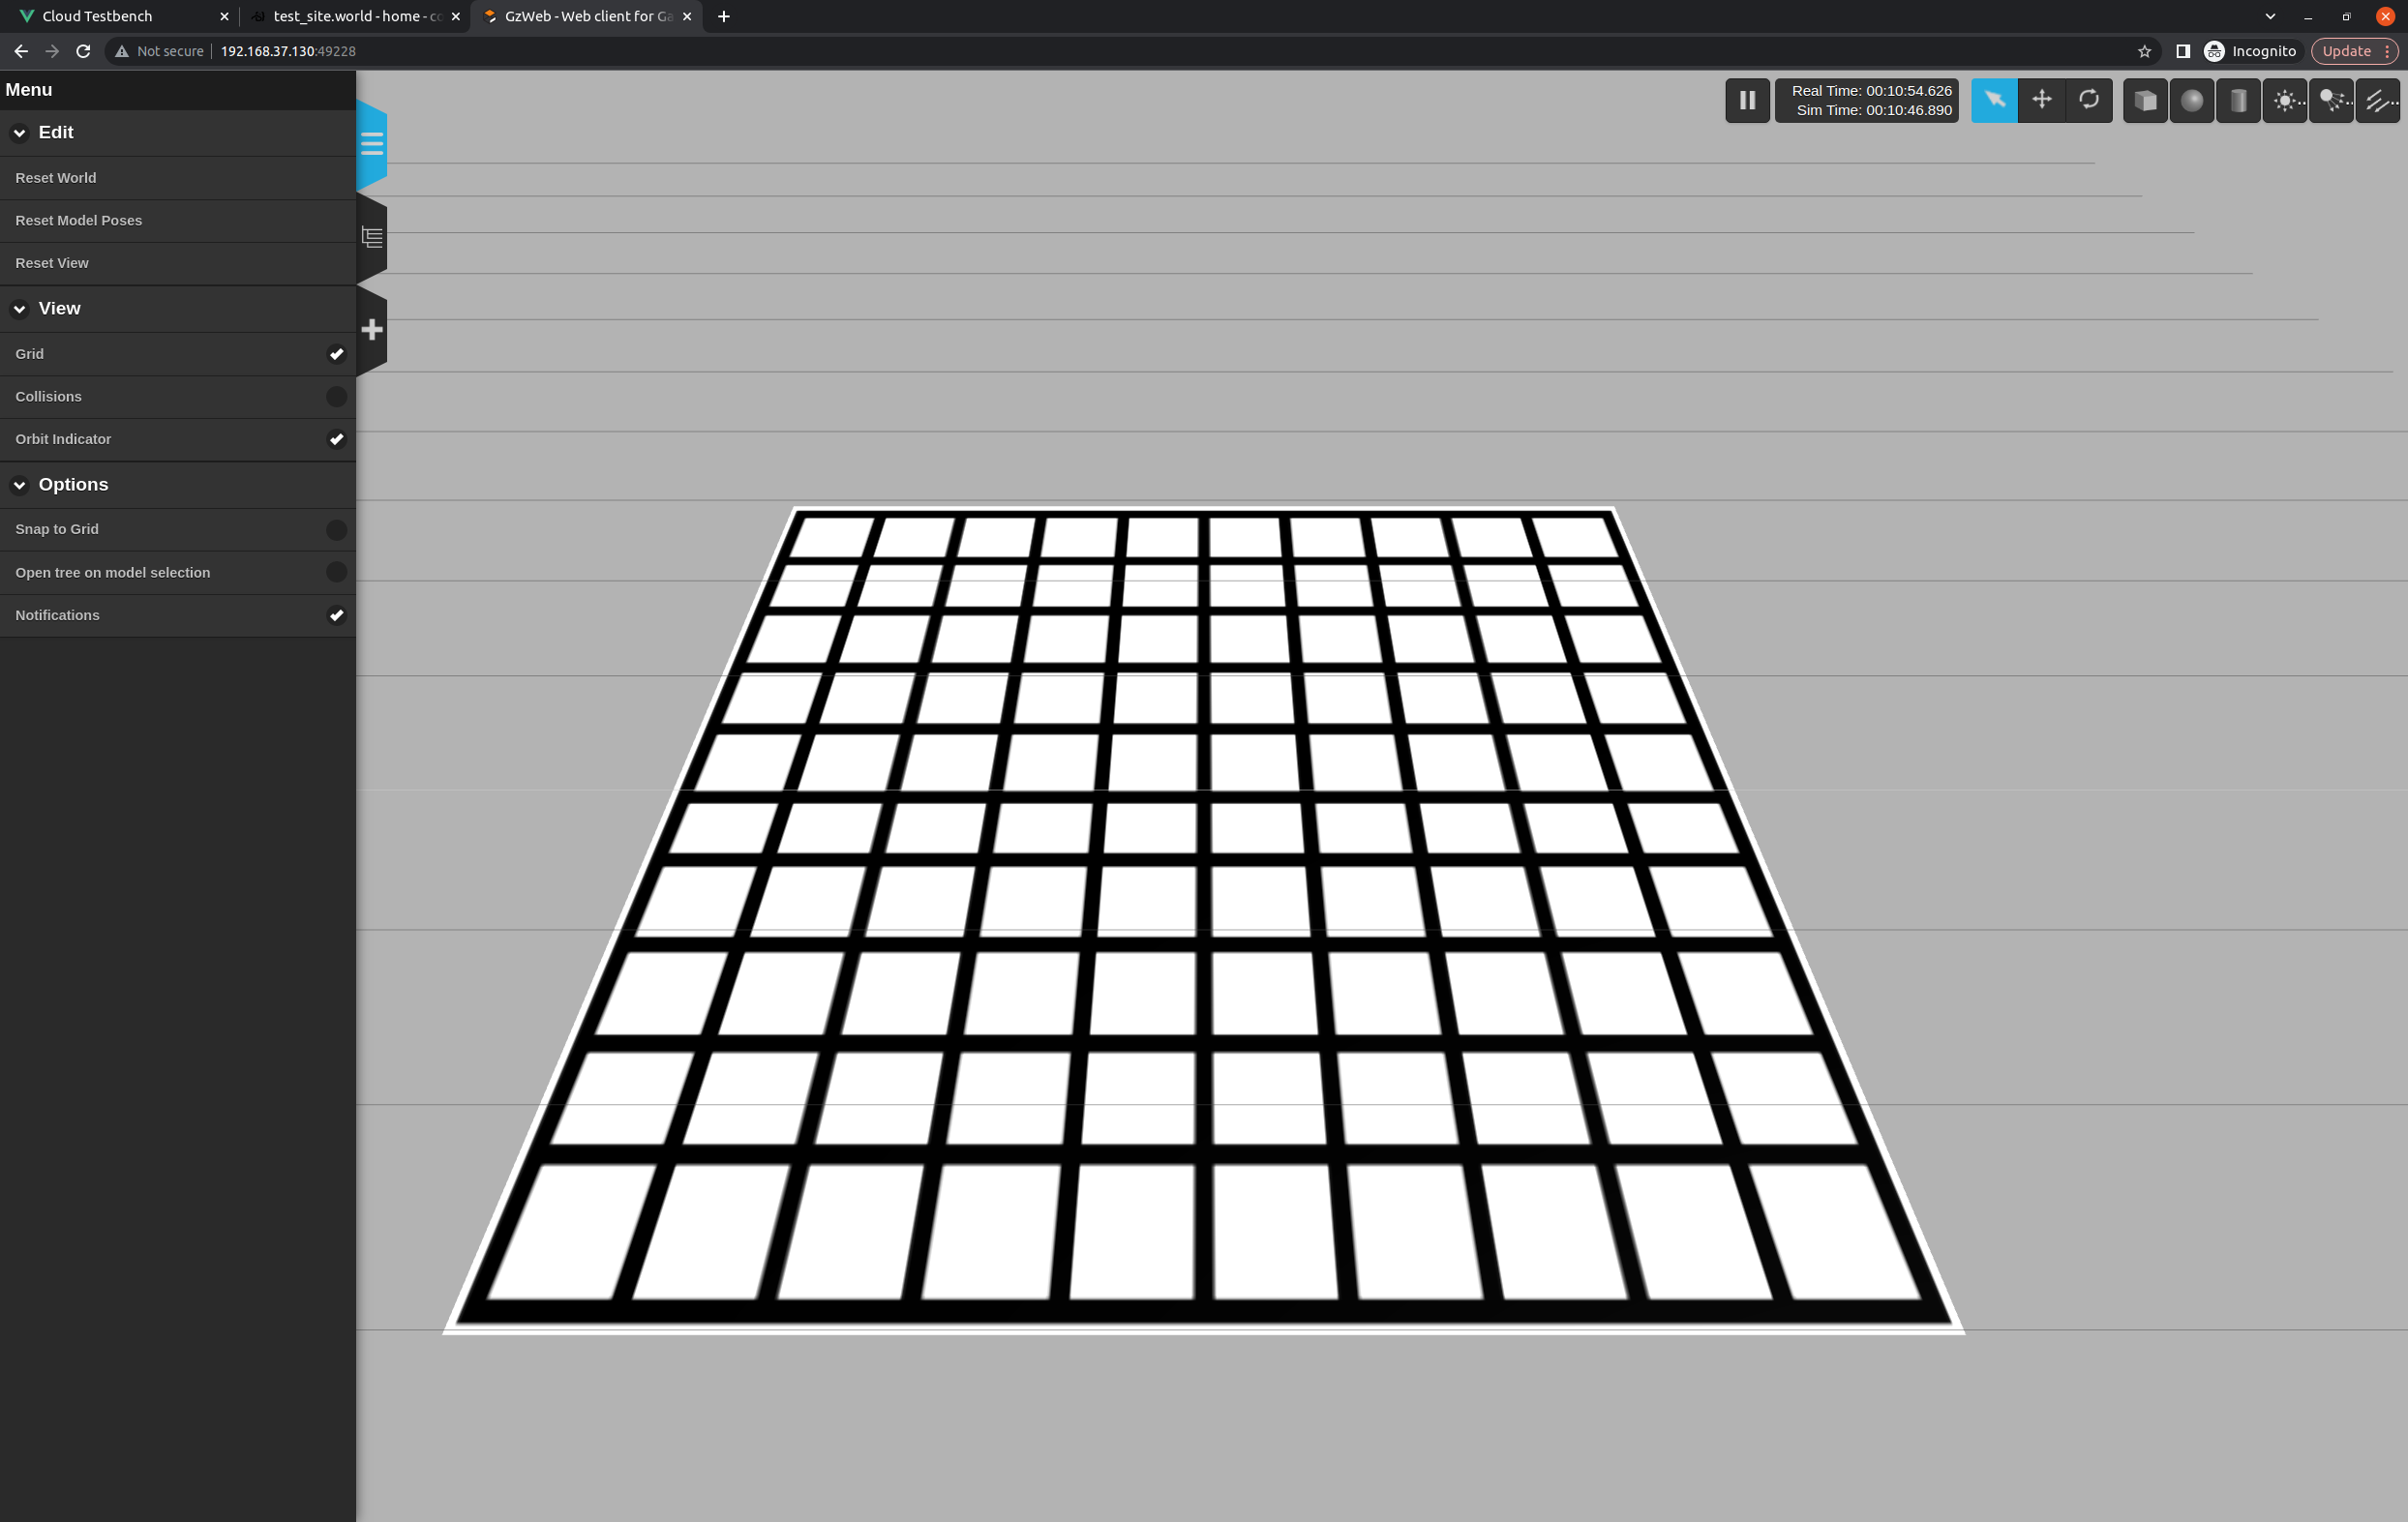 Cloud Testbench
test_site.world - home - co
GzWeb - Web client for Ga
Not secure
192.168.37.130:49228
Incognito
Update
Menu
Edit
Reset World
Reset Model Poses
Reset View
View
Grid
Collisions
Orbit Indicator
Options
Snap to Grid
Open tree on model selection
Notifications
Real Time: 00:10:54.626
Sim Time: 00:10:46.890